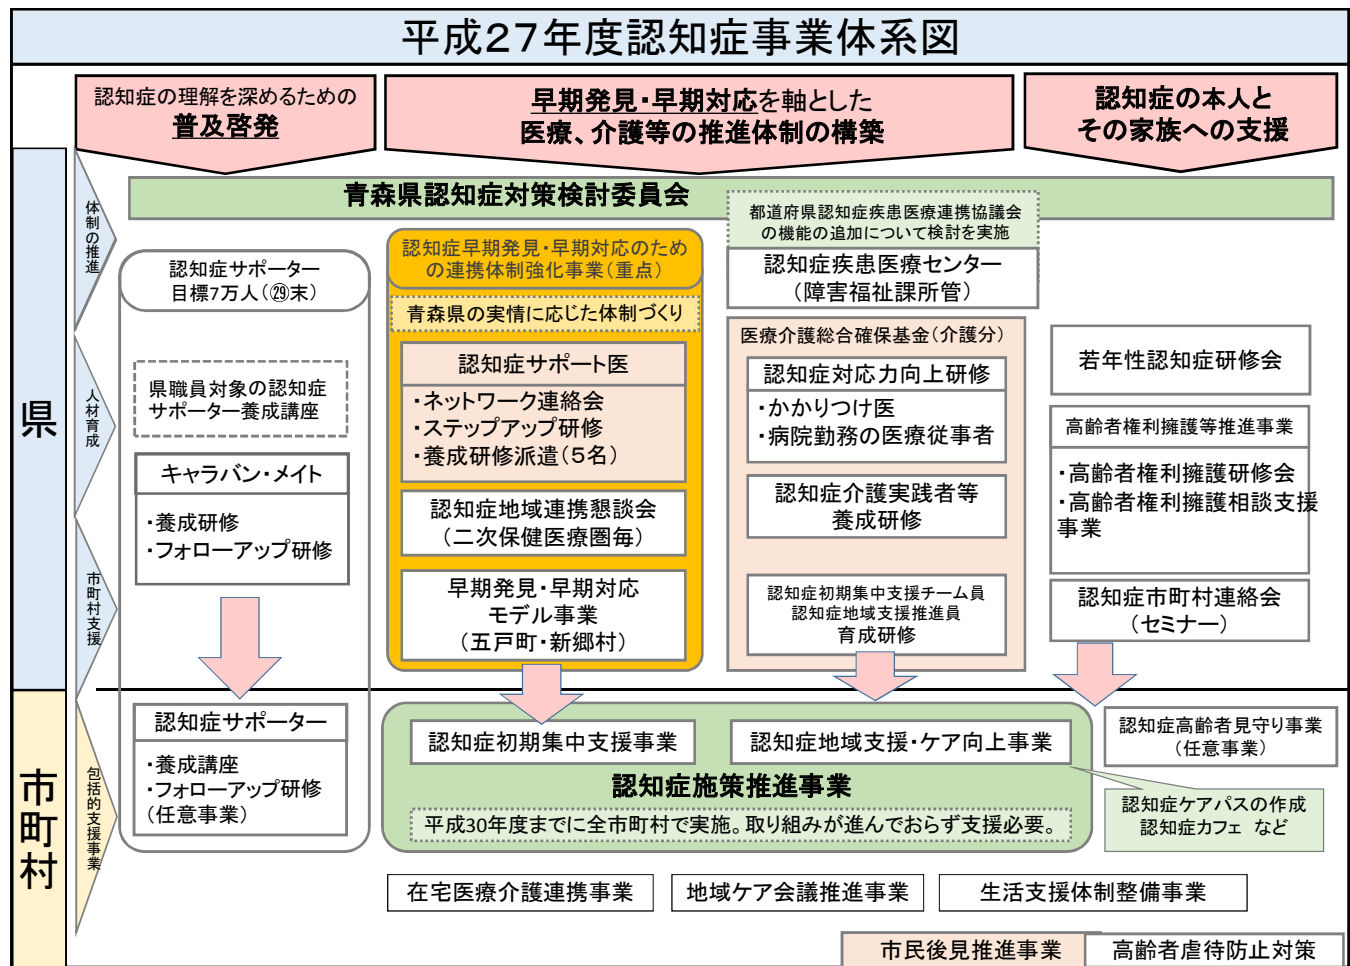 平成27年度認知症事業体系図
認知症の理解を深めるための
普及啓発
早期発見・早期対応を軸とした
医療、介護等の推進体制の構築
認知症の本人と
その家族への支援
県
体制の推進
人材育成
市町村支援
青森県認知症対策検討委員会
認知症サポーター
目標7万人（㉙末）
県職員対象の認知症
サポーター養成講座
キャラバン・メイト
・養成研修
・フォローアップ研修
認知症早期発見・早期対応のため
の連携体制強化事業（重点）
青森県の実情に応じた体制づくり
認知症サポート医
・ネットワーク連絡会
・ステップアップ研修
・養成研修派遣（5名）
認知症地域連携懇談会
（二次保健医療圏毎）
早期発見・早期対応
モデル事業
（五戸町・新郷村）
都道府県認知症疾患医療連携協議会
の機能の追加について検討を実施
認知症疾患医療センター
（障害福祉課所管）
医療介護総合確保基金（介護分）
認知症対応力向上研修
・かかりつけ医
・病院勤務の医療従事者
認知症介護実践者等
養成研修
認知症初期集中支援チーム員
認知症地域支援推進員
育成研修
若年性認知症研修会
高齢者権利擁護等推進事業
・高齢者権利擁護研修会
・高齢者権利擁護相談支援
事業
認知症市町村連絡会
（セミナー）
市町村
包括的支援事業
認知症サポーター
・養成講座
・フォローアップ研修
（任意事業）
認知症初期集中支援事業
認知症地域支援・ケア向上事業
認知症施策推進事業
平成30年度までに全市町村で実施。取り組みが進んでおらず支援必要。
認知症高齢者見守り事業
（任意事業）
認知症ケアパスの作成
認知症カフェ など
在宅医療介護連携事業
地域ケア会議推進事業
生活支援体制整備事業
市民後見推進事業
高齢者虐待防止対策